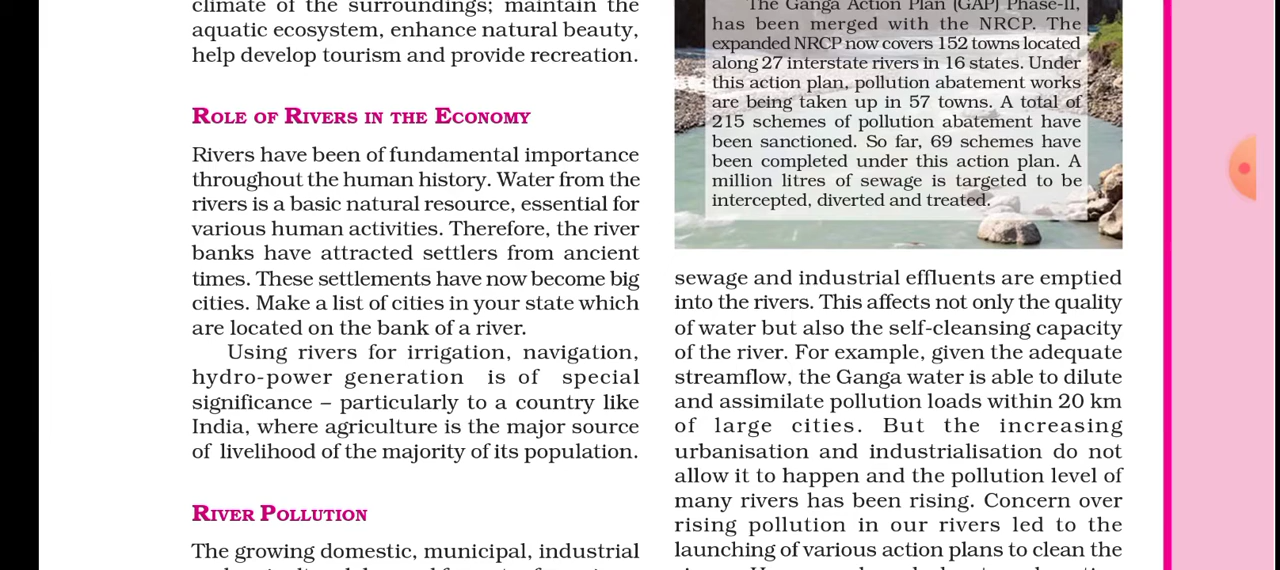 climate of the surroundings; maintain the
aquatic ecosystem, enhance natural beauty,
help develop tourism and provide recreation.
ROLE OF RIVERS IN THE ECONOMY
Rivers have been of fundamental importance
throughout the human history. Water from the
rivers is a basic natural resource, essential for
various human activities. Therefore, the river
banks have attracted settlers from ancient
times. These settlements have now become big
cities. Make a list of cities in your state which
are located on the bank of a river.
Using rivers for irrigation, navigation,
hydro-power generation is of special
significance – particularly to a country like
India, where agriculture is the major source
of livelihood of the majority of its population.
RIVER POLLUTION
The growing domestic, municipal, industrial
The Ganga Action Plan (GAP) Phase-II,
has been merged with the NRCP. The
expanded NRCP now covers 152 towns located
along 27 interstate rivers in 16 states. Under
this action plan, pollution abatement works
are being taken up in 57 towns. A total of
215 schemes of pollution abatement have
been sanctioned. So far, 69 schemes have
been completed under this action plan. A
million litres of sewage is targeted to be
intercepted, diverted and treated.
sewage and industrial effluents are emptied
into the rivers. This affects not only the quality
of water but also the self-cleansing capacity
of the river. For example, given the adequate
streamflow, the Ganga water is able to dilute
and assimilate pollution loads within 20 km
of large cities. But the increasing
urbanisation and industrialisation do not
allow it to happen and the pollution level of
many rivers has been rising. Concern over
rising pollution in our rivers led to the
launching of various action plans to clean the